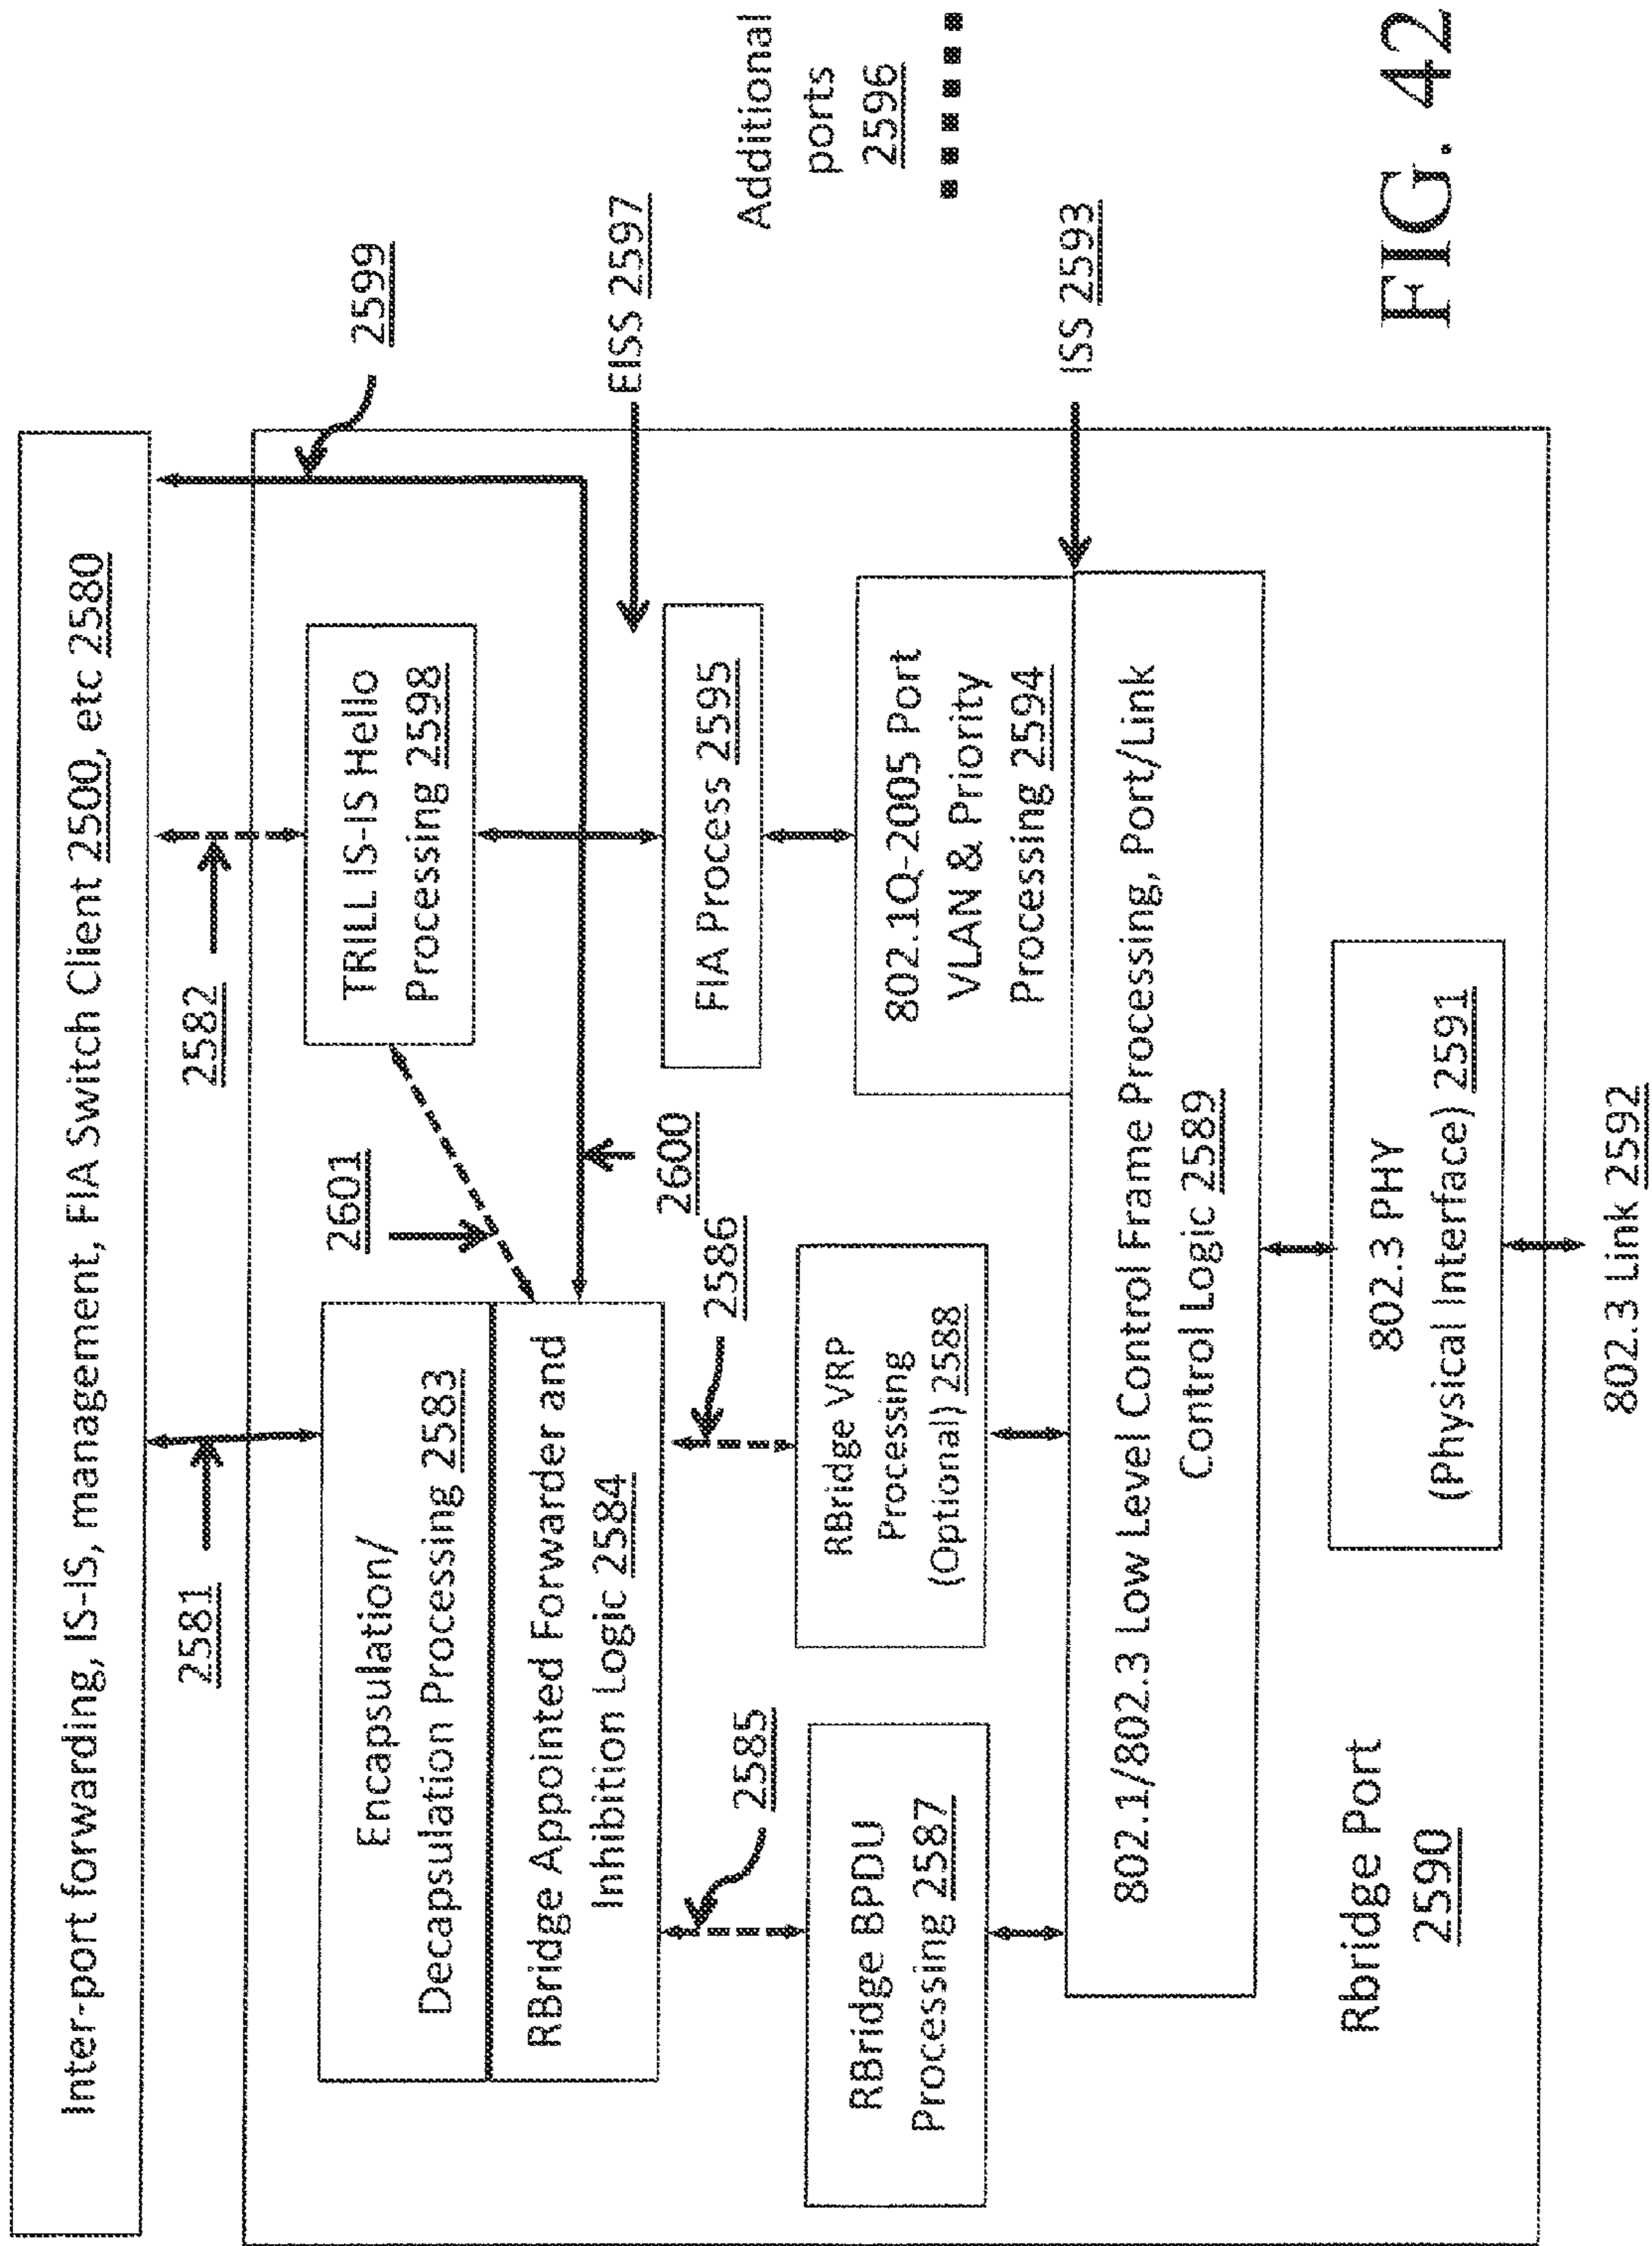 Inter-port forwarding, IS-IS, management, FIA Switch Client 2500, etc 2580
2581
2582
2599
Encapsulation/
Decapsulation Processing 2583
RBridge Appointed Forwarder and
Inhibition Logic 2584
2601
TRILL IS-IS Hello
Processing 2598
2600
EISS 2597
2585
2586
FIA Process 2595
Additional
ports
2596
RBridge BPDU
Processing 2587
RBridge VRP
Processing
(Optional) 2588
802.1Q-2005 Port
VLAN & Priority
Processing 2594
ISS 2593
802.1/802.3 Low Level Control Frame Processing, Port/Link
Control Logic 2589
Rbridge Port
2590
802.3 PHY
(Physical Interface) 2591
802.3 Link 2592
FIG. 42